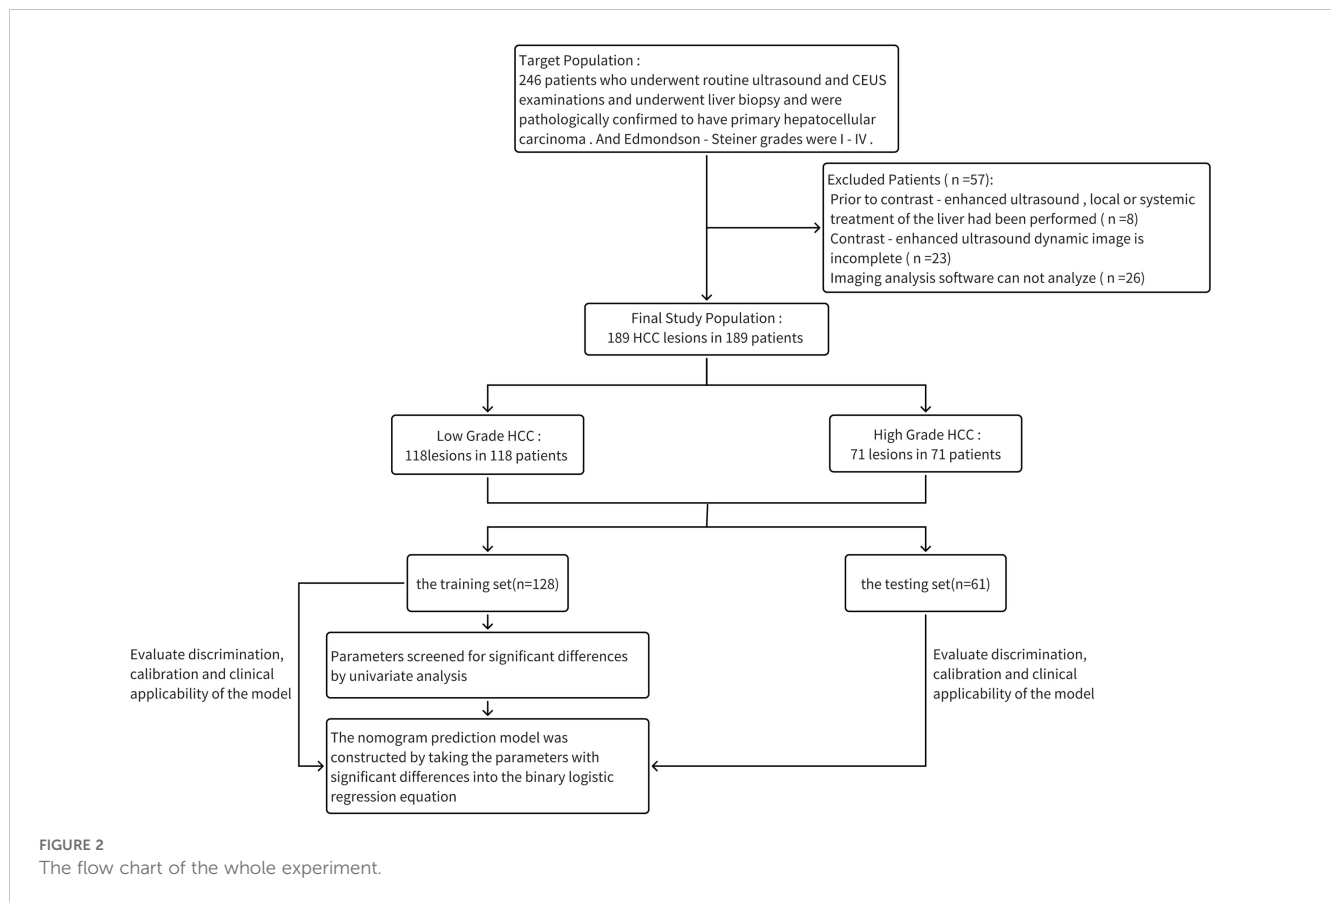 Target Population :
246 patients who underwent routine ultrasound and CEUS
examinations and underwent liver biopsy and were
pathologically confirmed to have primary hepatocellular
carcinoma . And Edmondson - Steiner grades were I - IV .
Excluded Patients ( n =57):
Prior to contrast - enhanced ultrasound , local or systemic
treatment of the liver had been performed ( n =8)
Contrast - enhanced ultrasound dynamic image is
incomplete ( n =23)
Imaging analysis software can not analyze ( n =26)
Final Study Population :
189 HCC lesions in 189 patients
Low Grade HCC :
118lesions in 118 patients
High Grade HCC :
71 lesions in 71 patients
the training set(n=128)
the testing set(n=61)
Evaluate discrimination,
calibration and clinical
applicability of the model
Parameters screened for significant differences
by univariate analysis
Evaluate discrimination,
calibration and clinical
applicability of the model
The nomogram prediction model was
constructed by taking the parameters with
significant differences into the binary logistic
regression equation
FIGURE 2
The flow chart of the whole experiment.